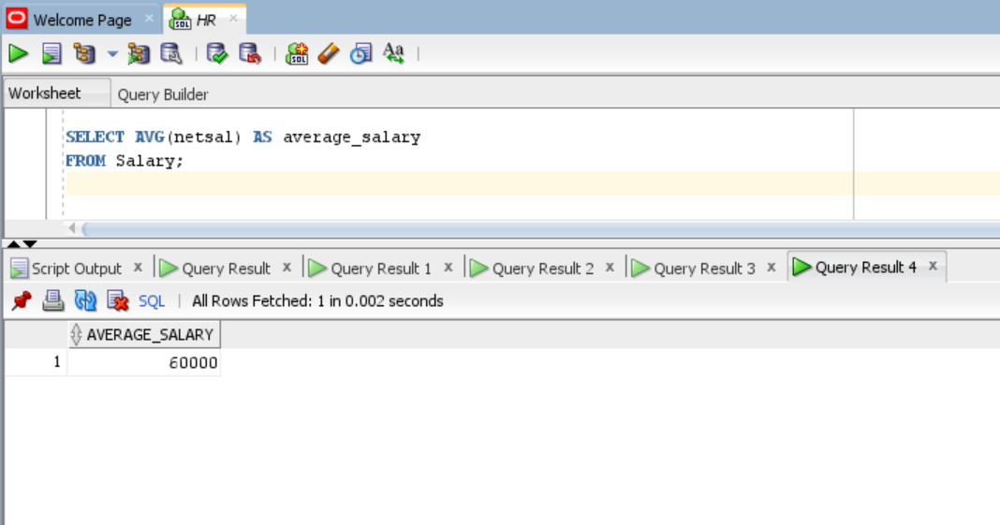 Welcome Page × HR ×
Worksheet Query Builder
SELECT AVG(netsal) AS average_salary
FROM Salary;
Script Output × Query Result × Query Result 1 × Query Result 2 × Query Result 3 × Query Result 4 ×
SQL | All Rows Fetched: 1 in 0.002 seconds
AVERAGE_SALARY
1 60000